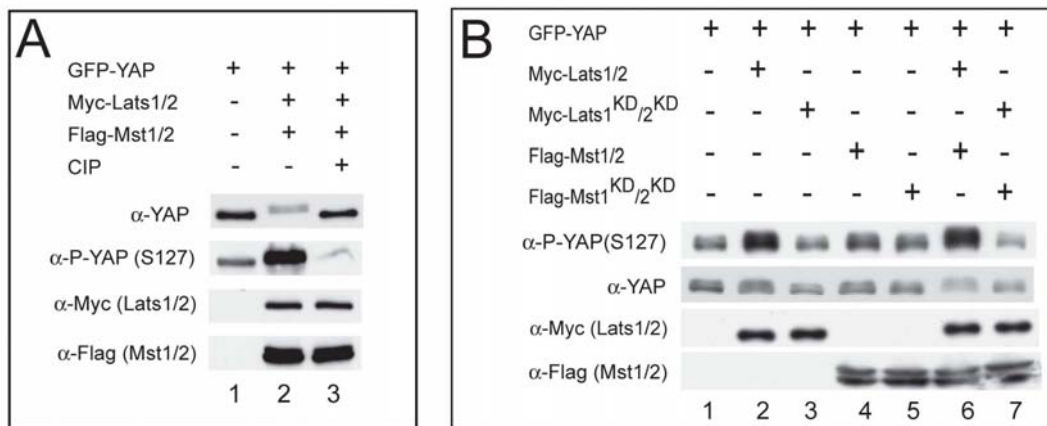 A
GFP-YAP + + +
Myc-Lats1/2 - + +
Flag-Mst1/2 - + +
CIP - - +
α-YAP
α-P-YAP (S127)
α-Myc (Lats1/2)
α-Flag (Mst1/2)
1 2 3
B
GFP-YAP + + + + + + +
Myc-Lats1/2 - + - - - + -
Myc-Lats1KD/2KD - - + - - - +
Flag-Mst1/2 - - - + - + -
Flag-Mst1KD/2KD - - - - + - +
α-P-YAP(S127)
α-YAP
α-Myc (Lats1/2)
α-Flag (Mst1/2)
1 2 3 4 5 6 7